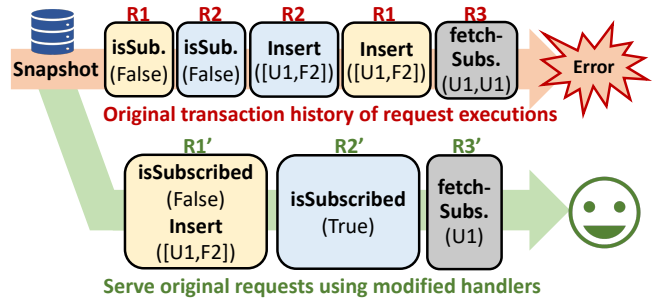 R1 R2 R2 R1 R3
Snapshot
isSub.
(False)
isSub.
(False)
Insert
([U1,F2])
Insert
([U1,F2])
fetch-
Subs.
(U1,U1)
Error
Original transaction history of request executions
R1' R2' R3'
isSubscribed
(False)
Insert
([U1,F2])
isSubscribed
(True)
fetch-
Subs.
(U1)
Serve original requests using modified handlers